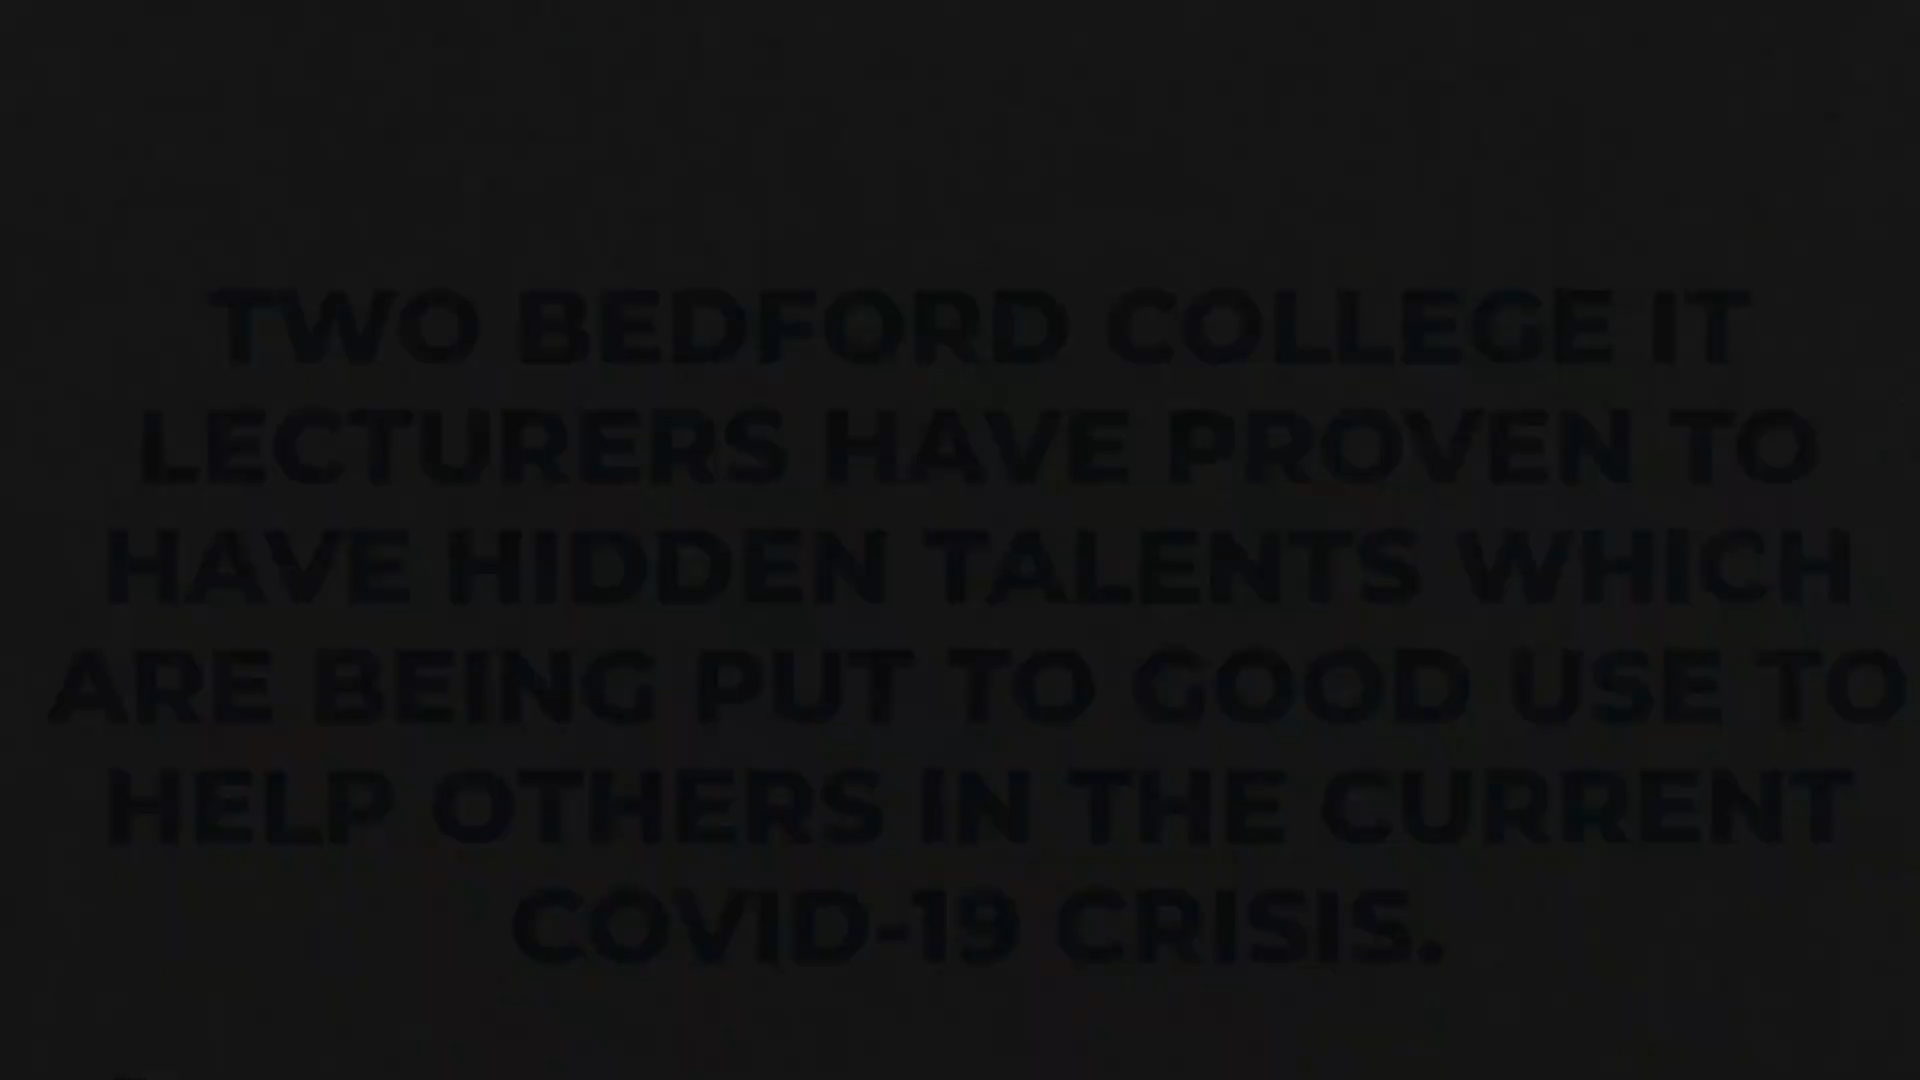 TWO BEDFORD COLLEGE IT
LECTURERS HAVE PROVEN TO
HAVE HIDDEN TALENTS WHICH
ARE BEING PUT TO GOOD USE TO
HELP OTHERS IN THE CURRENT
COVID-19 CRISIS.